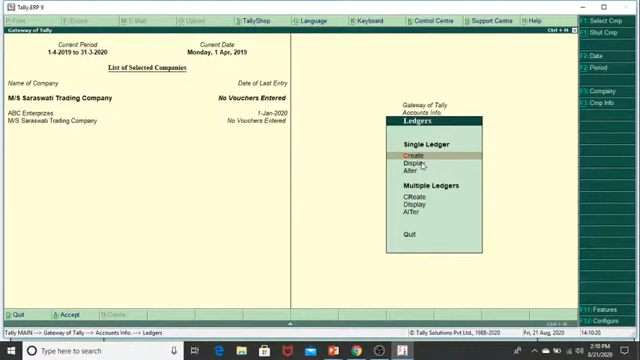 Tally.ERP 9
P: Print
E: Export
M: E-Mail
O: Upload
S: TallyShop
G: Language
K: Keyboard
K: Control Centre
H: Support Centre
H: Help
F1: Select Cmp
F1: Shut Cmp
F2: Date
F2: Period
F3: Company
F3: Cmp Info
F11: Features
F12: Configure
Gateway of Tally
Ctrl + M
Current Period
1-4-2019 to 31-3-2020
Current Date
Monday, 1 Apr, 2019
List of Selected Companies
Name of Company
Date of Last Entry
M/S Saraswati Trading Company
No Vouchers Entered
ABC Enterprizes
1-Jan-2020
M/S Saraswati Trading Company
No Vouchers Entered
Gateway of Tally
Accounts Info.
Ledgers
Single Ledger
Create
Display
Alter
Multiple Ledgers
CReate
DIsplay
AlTer
Quit
Q: Quit
A: Accept
D: Delete
Ctrl + N
Tally MAIN --> Gateway of Tally --> Accounts Info. --> Ledgers
© Tally Solutions Pvt Ltd., 1988-2020
Fri, 21 Aug, 2020
14:10:20
Type here to search
2:10 PM
8/21/2020